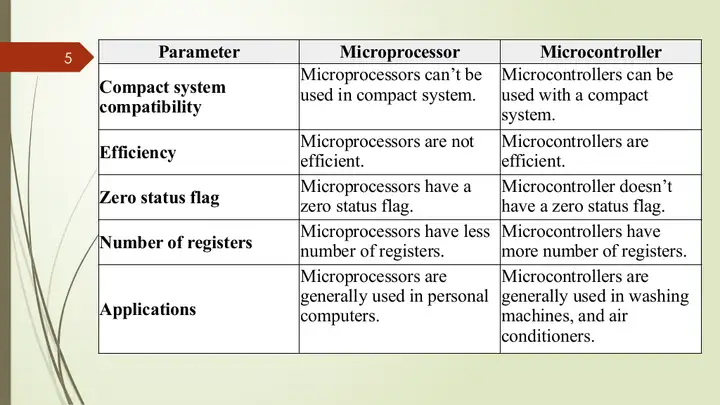 5
Parameter Microprocessor Microcontroller
Compact system
compatibility
Microprocessors can’t be
used in compact system.
Microcontrollers can be
used with a compact
system.
Efficiency
Microprocessors are not
efficient.
Microcontrollers are
efficient.
Zero status flag
Microprocessors have a
zero status flag.
Microcontroller doesn’t
have a zero status flag.
Number of registers
Microprocessors have less
number of registers.
Microcontrollers have
more number of registers.
Applications
Microprocessors are
generally used in personal
computers.
Microcontrollers are
generally used in washing
machines, and air
conditioners.